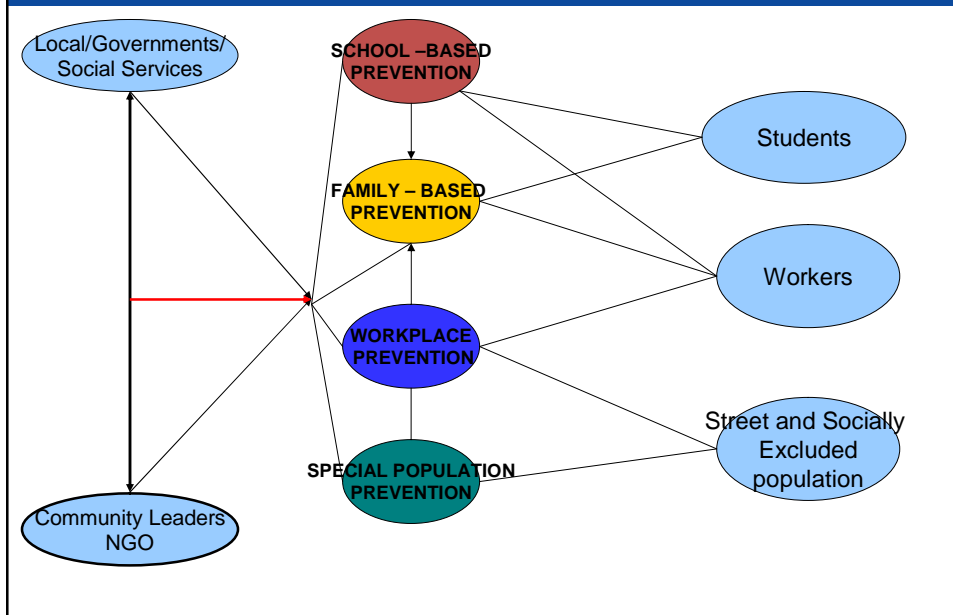 Local/Governments/
Social Services
SCHOOL –BASED
PREVENTION
Students
FAMILY – BASED
PREVENTION
Workers
WORKPLACE
PREVENTION
Street and Socially
Excluded
population
SPECIAL POPULATION
PREVENTION
Community Leaders
NGO